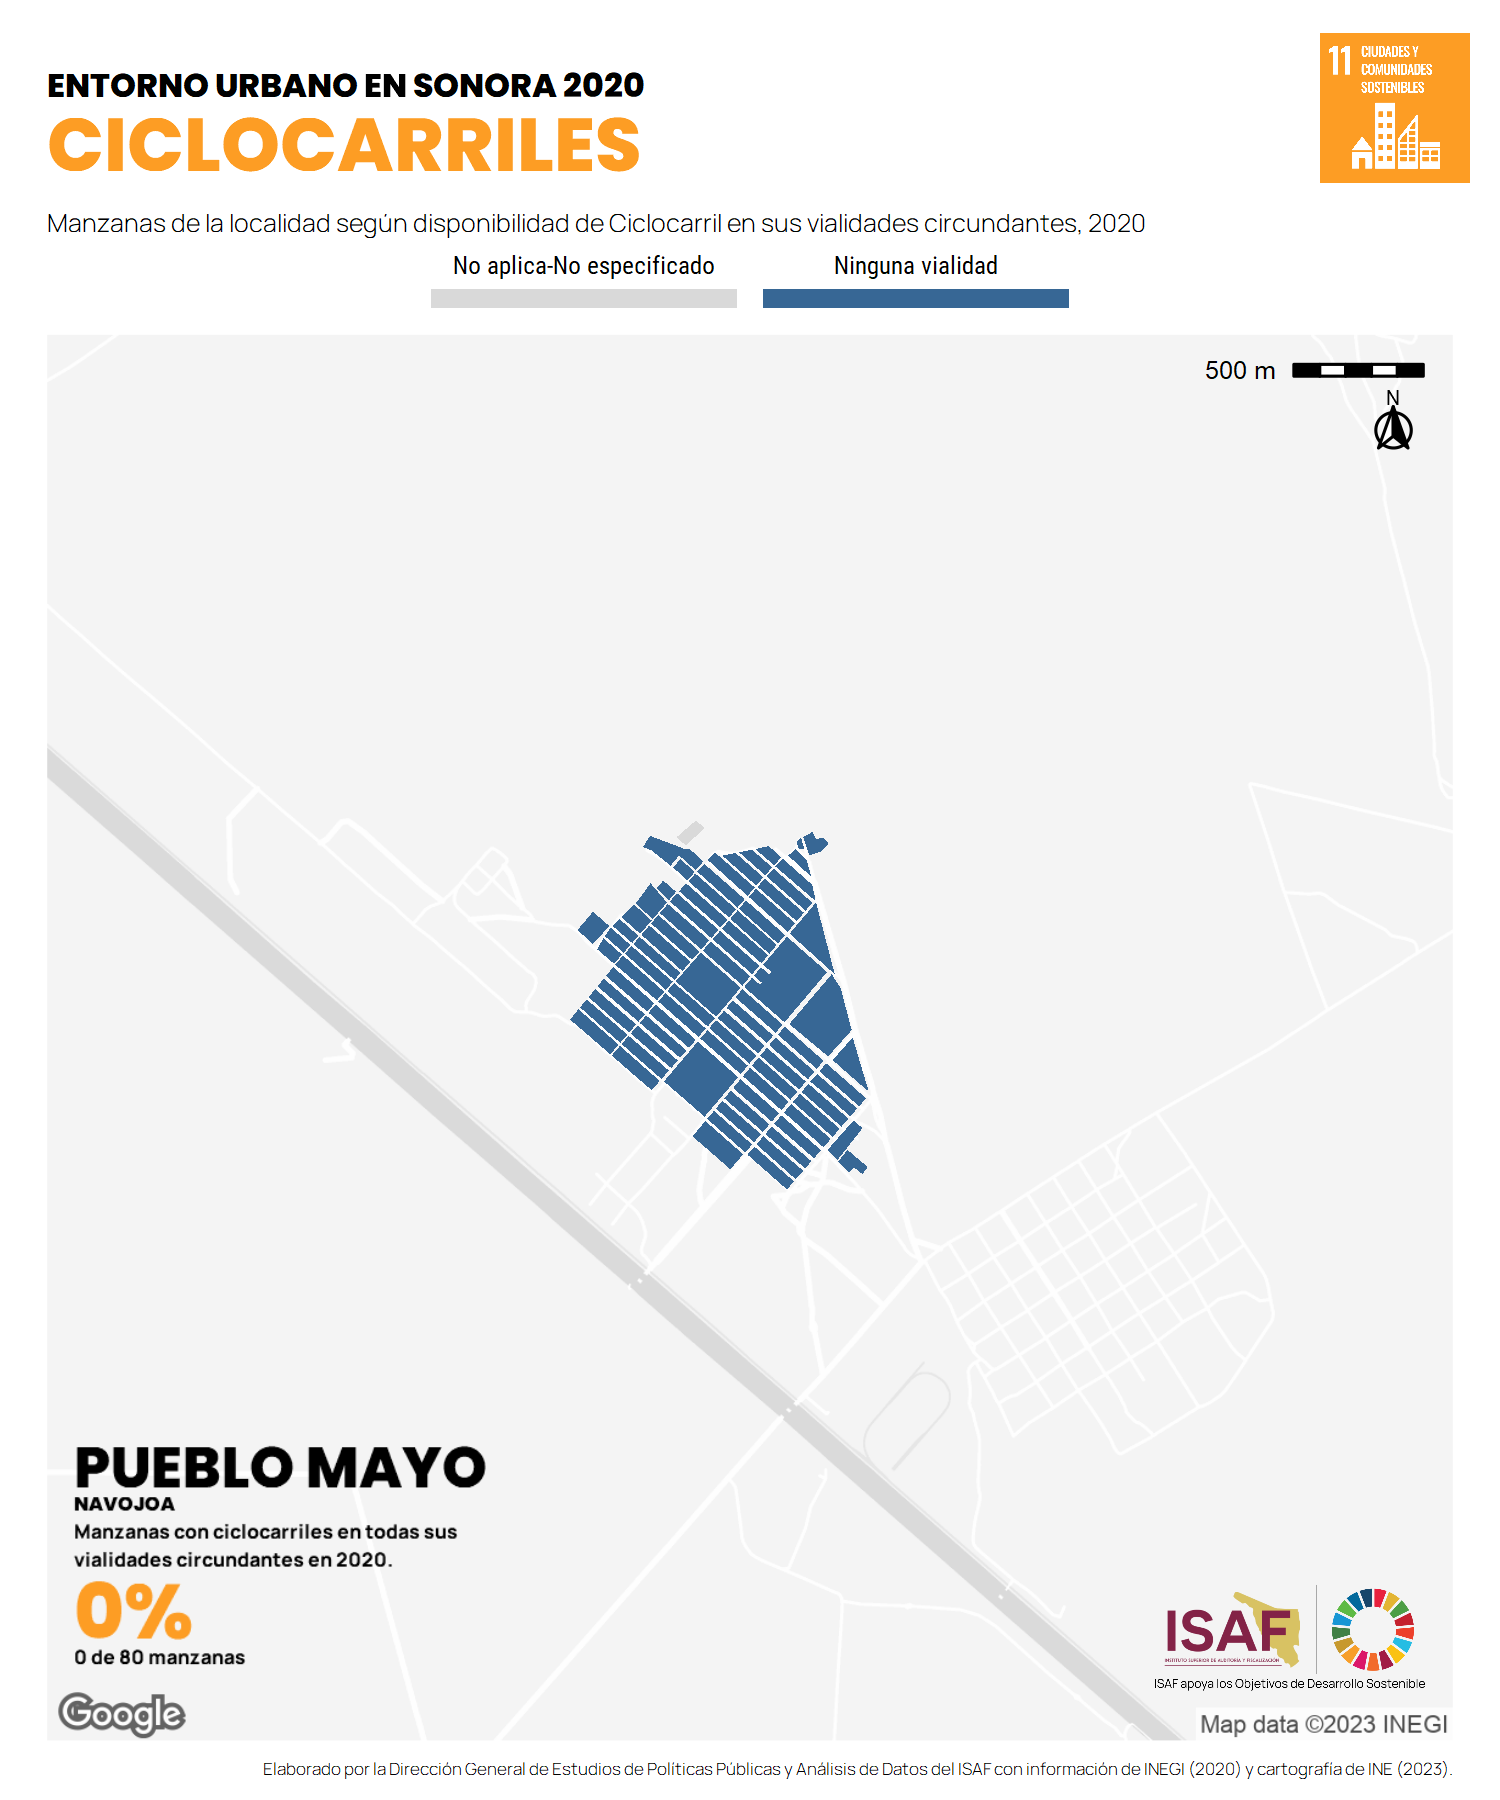 ENTORNO URBANO EN SONORA 2020
CICLOCARRILES
11 CIUDADES Y
COMUNIDADES
SOSTENIBLES
Manzanas de la localidad según disponibilidad de Ciclocarril en sus vialidades circundantes, 2020
No aplica-No especificado
Ninguna vialidad
500 m
N
PUEBLO MAYO
NAVOJOA
Manzanas con ciclocarriles en todas sus
vialidades circundantes en 2020.
0%
0 de 80 manzanas
Google
ISAF
INSTITUTO SUPERIOR DE AUDITORÍA Y FISCALIZACIÓN
ISAF apoya los Objetivos de Desarrollo Sostenible
Map data ©2023 INEGI
Elaborado por la Dirección General de Estudios de Políticas Públicas y Análisis de Datos del ISAF con información de INEGI (2020) y cartografía de INE (2023).